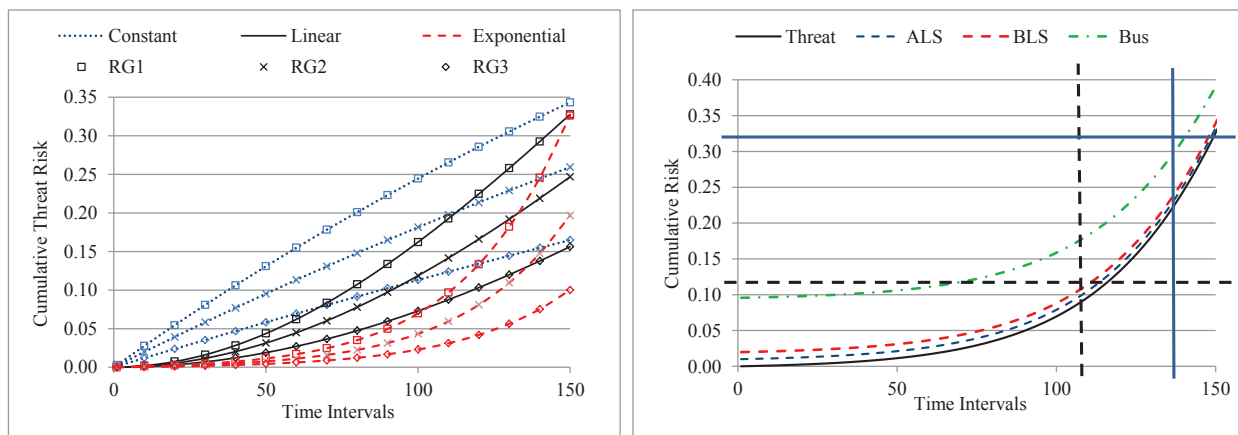 Constant Linear Exponential
RG1 RG2 RG3
Cumulative Threat Risk
0.35
0.30
0.25
0.20
0.15
0.10
0.05
0.00
0 50 100 150
Time Intervals
Threat ALS BLS Bus
Cumulative Risk
0.40
0.35
0.30
0.25
0.20
0.15
0.10
0.05
0.00
0 50 100 150
Time Intervals